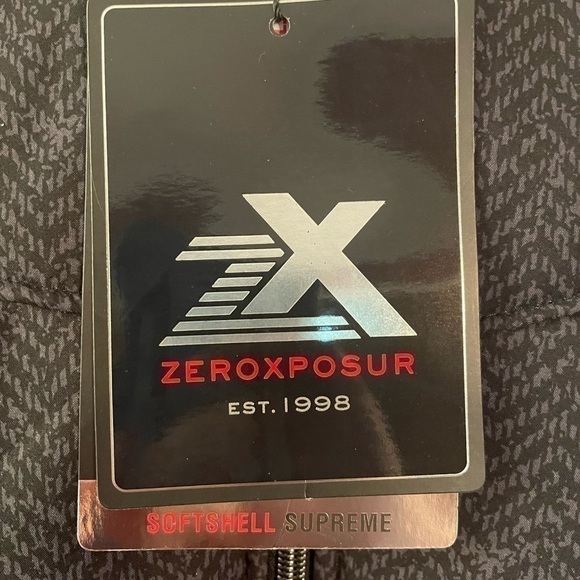 ZX
ZEROXPOSUR
EST. 1998
SOFTSHELL SUPREME